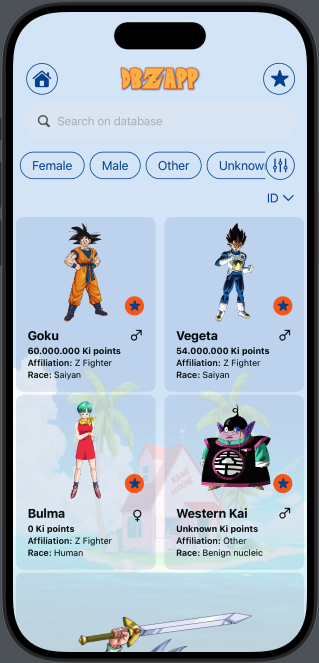 DBZAPP
Search on database
Female
Male
Other
Unknow
ID
Goku
60.000.000 Ki points
Affiliation: Z Fighter
Race: Saiyan
Vegeta
54.000.000 Ki points
Affiliation: Z Fighter
Race: Saiyan
KAME
HOUSE
Bulma
0 Ki points
Affiliation: Z Fighter
Race: Human
Western Kai
Unknown Ki points
Affiliation: Other
Race: Benign nucleic